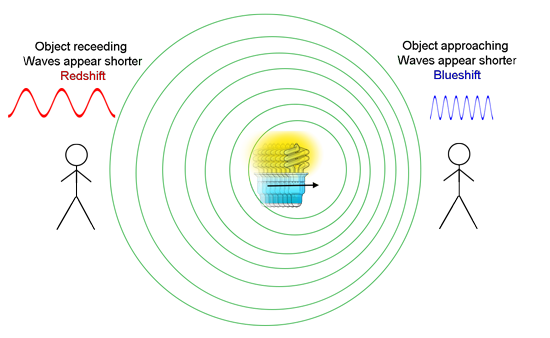 Object receeding
Waves appear shorter
Redshift
Object approaching
Waves appear shorter
Blueshift